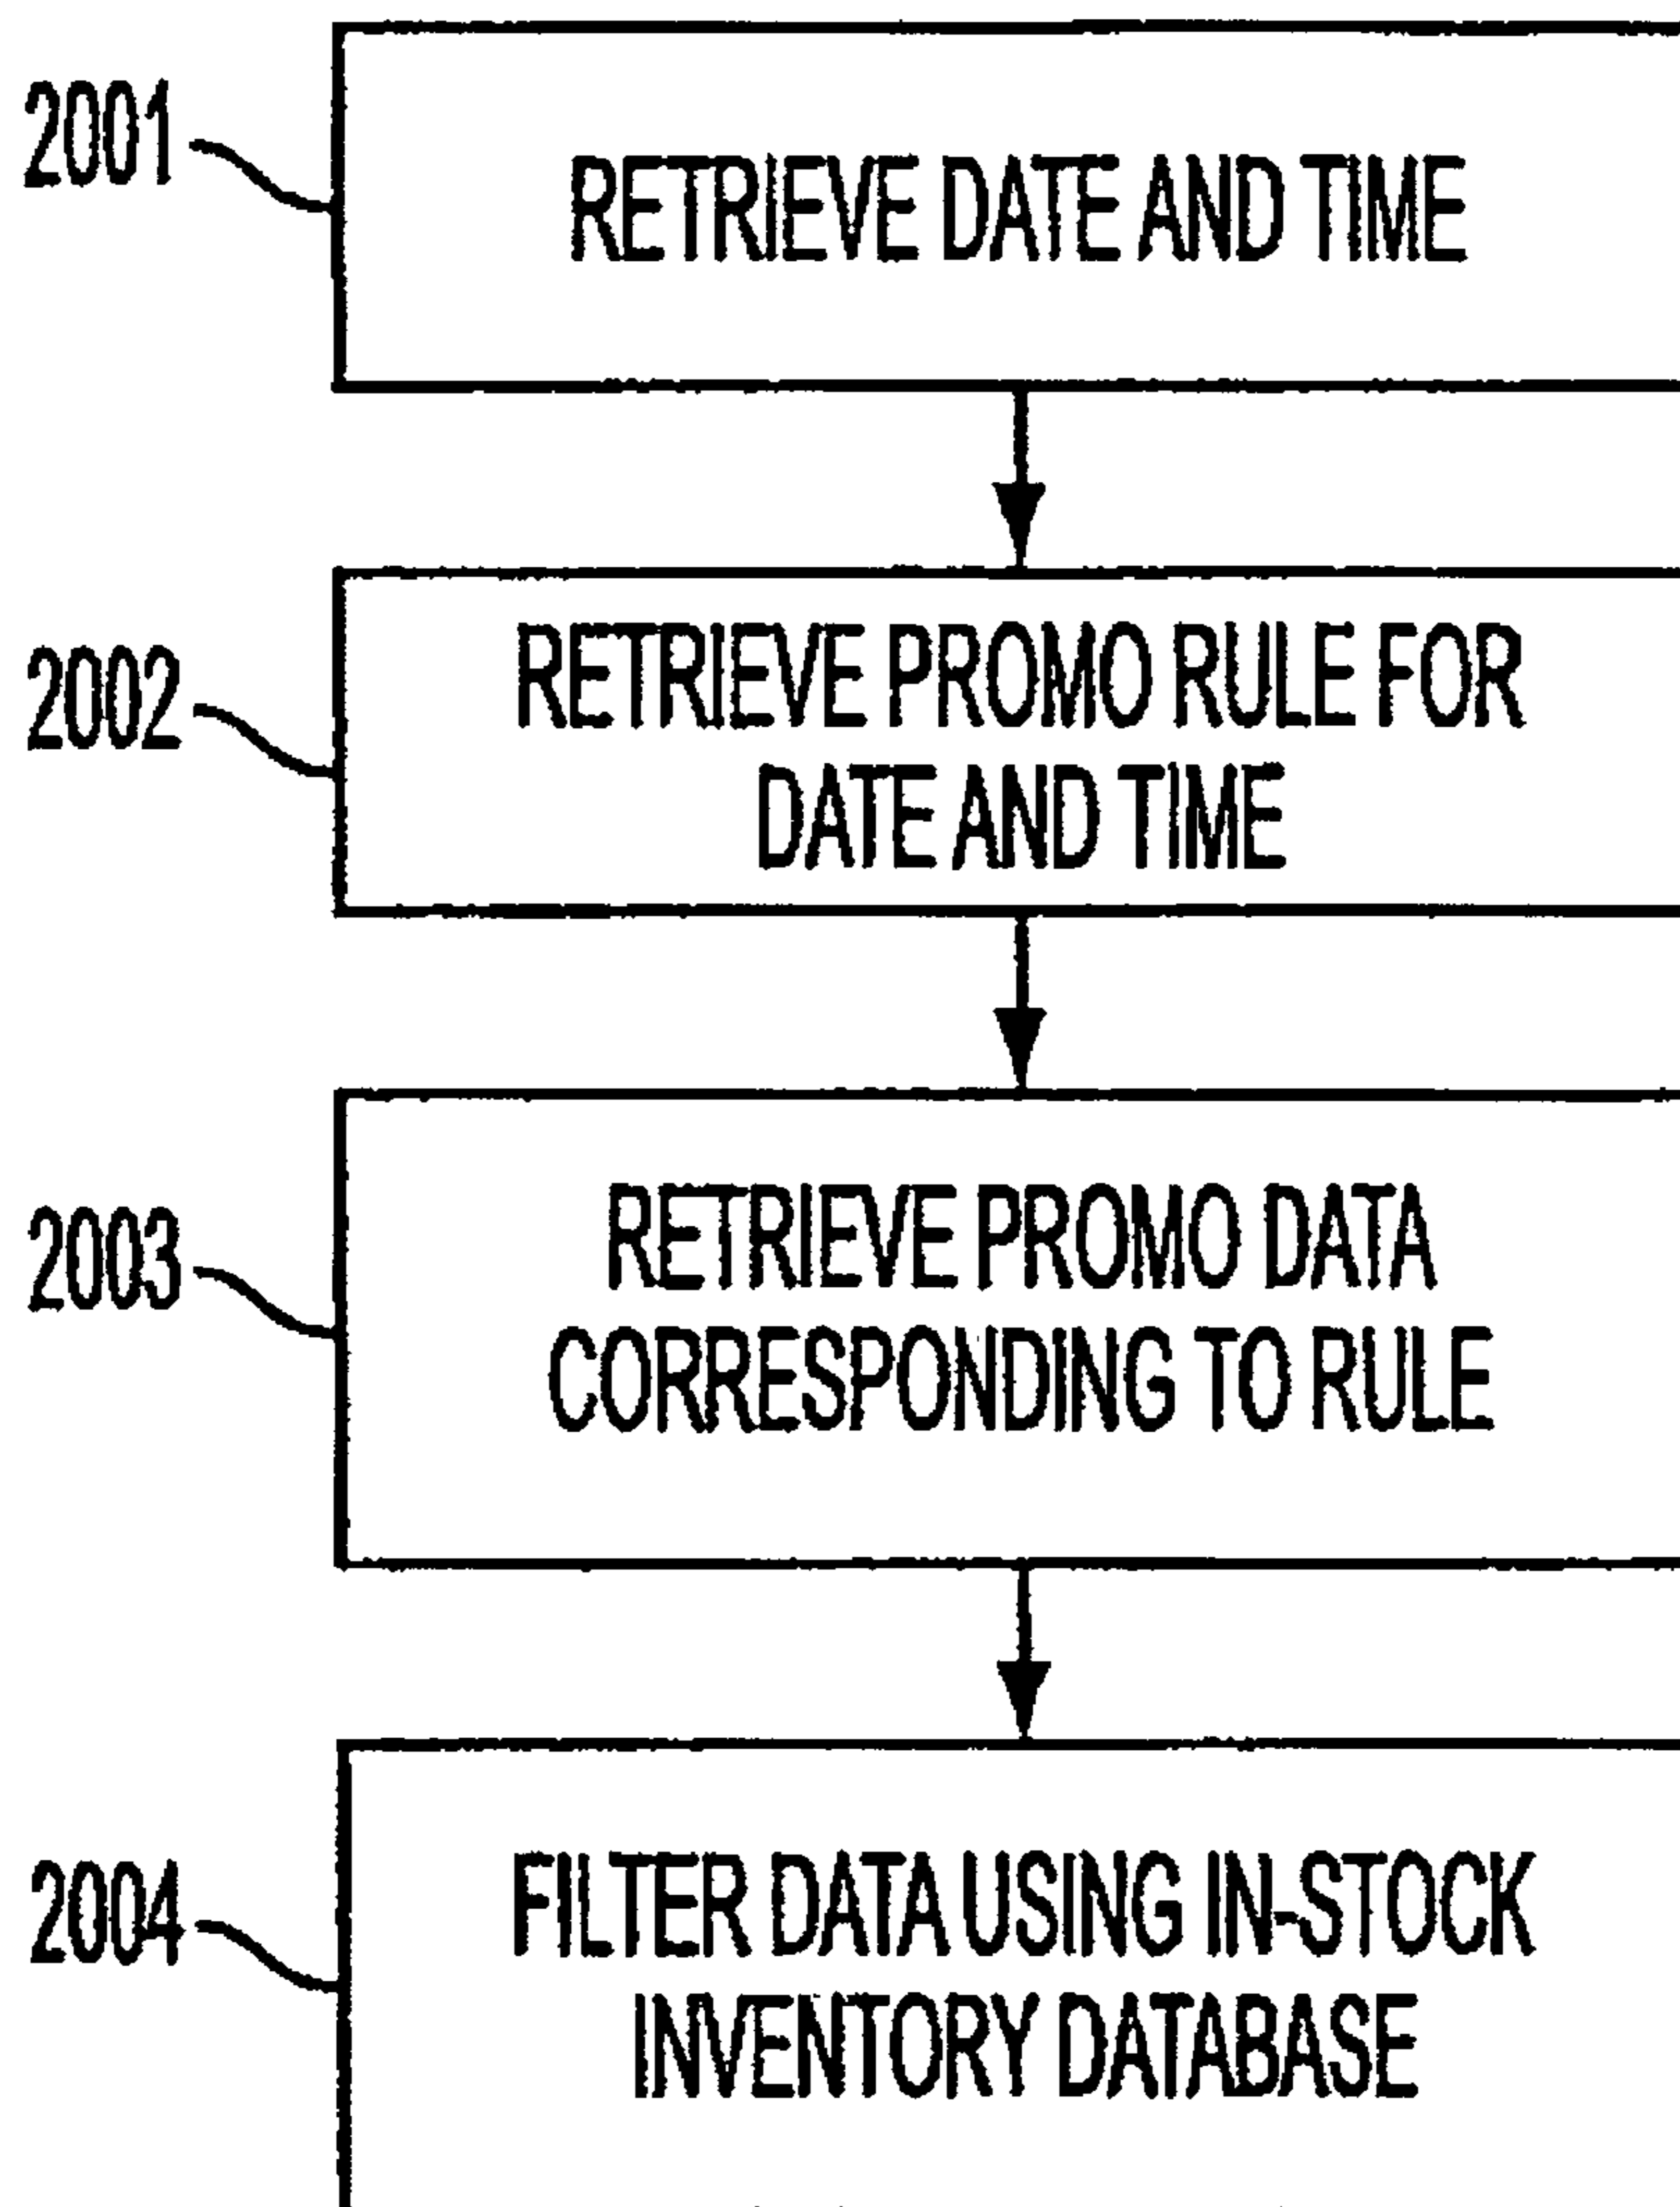 2001
RETRIEVE DATE AND TIME
2002
RETRIEVE PROMO RULE FOR
DATE AND TIME
2003
RETRIEVE PROMO DATA
CORRESPONDING TO RULE
2004
FILTER DATA USING IN-STOCK
INVENTORY DATABASE